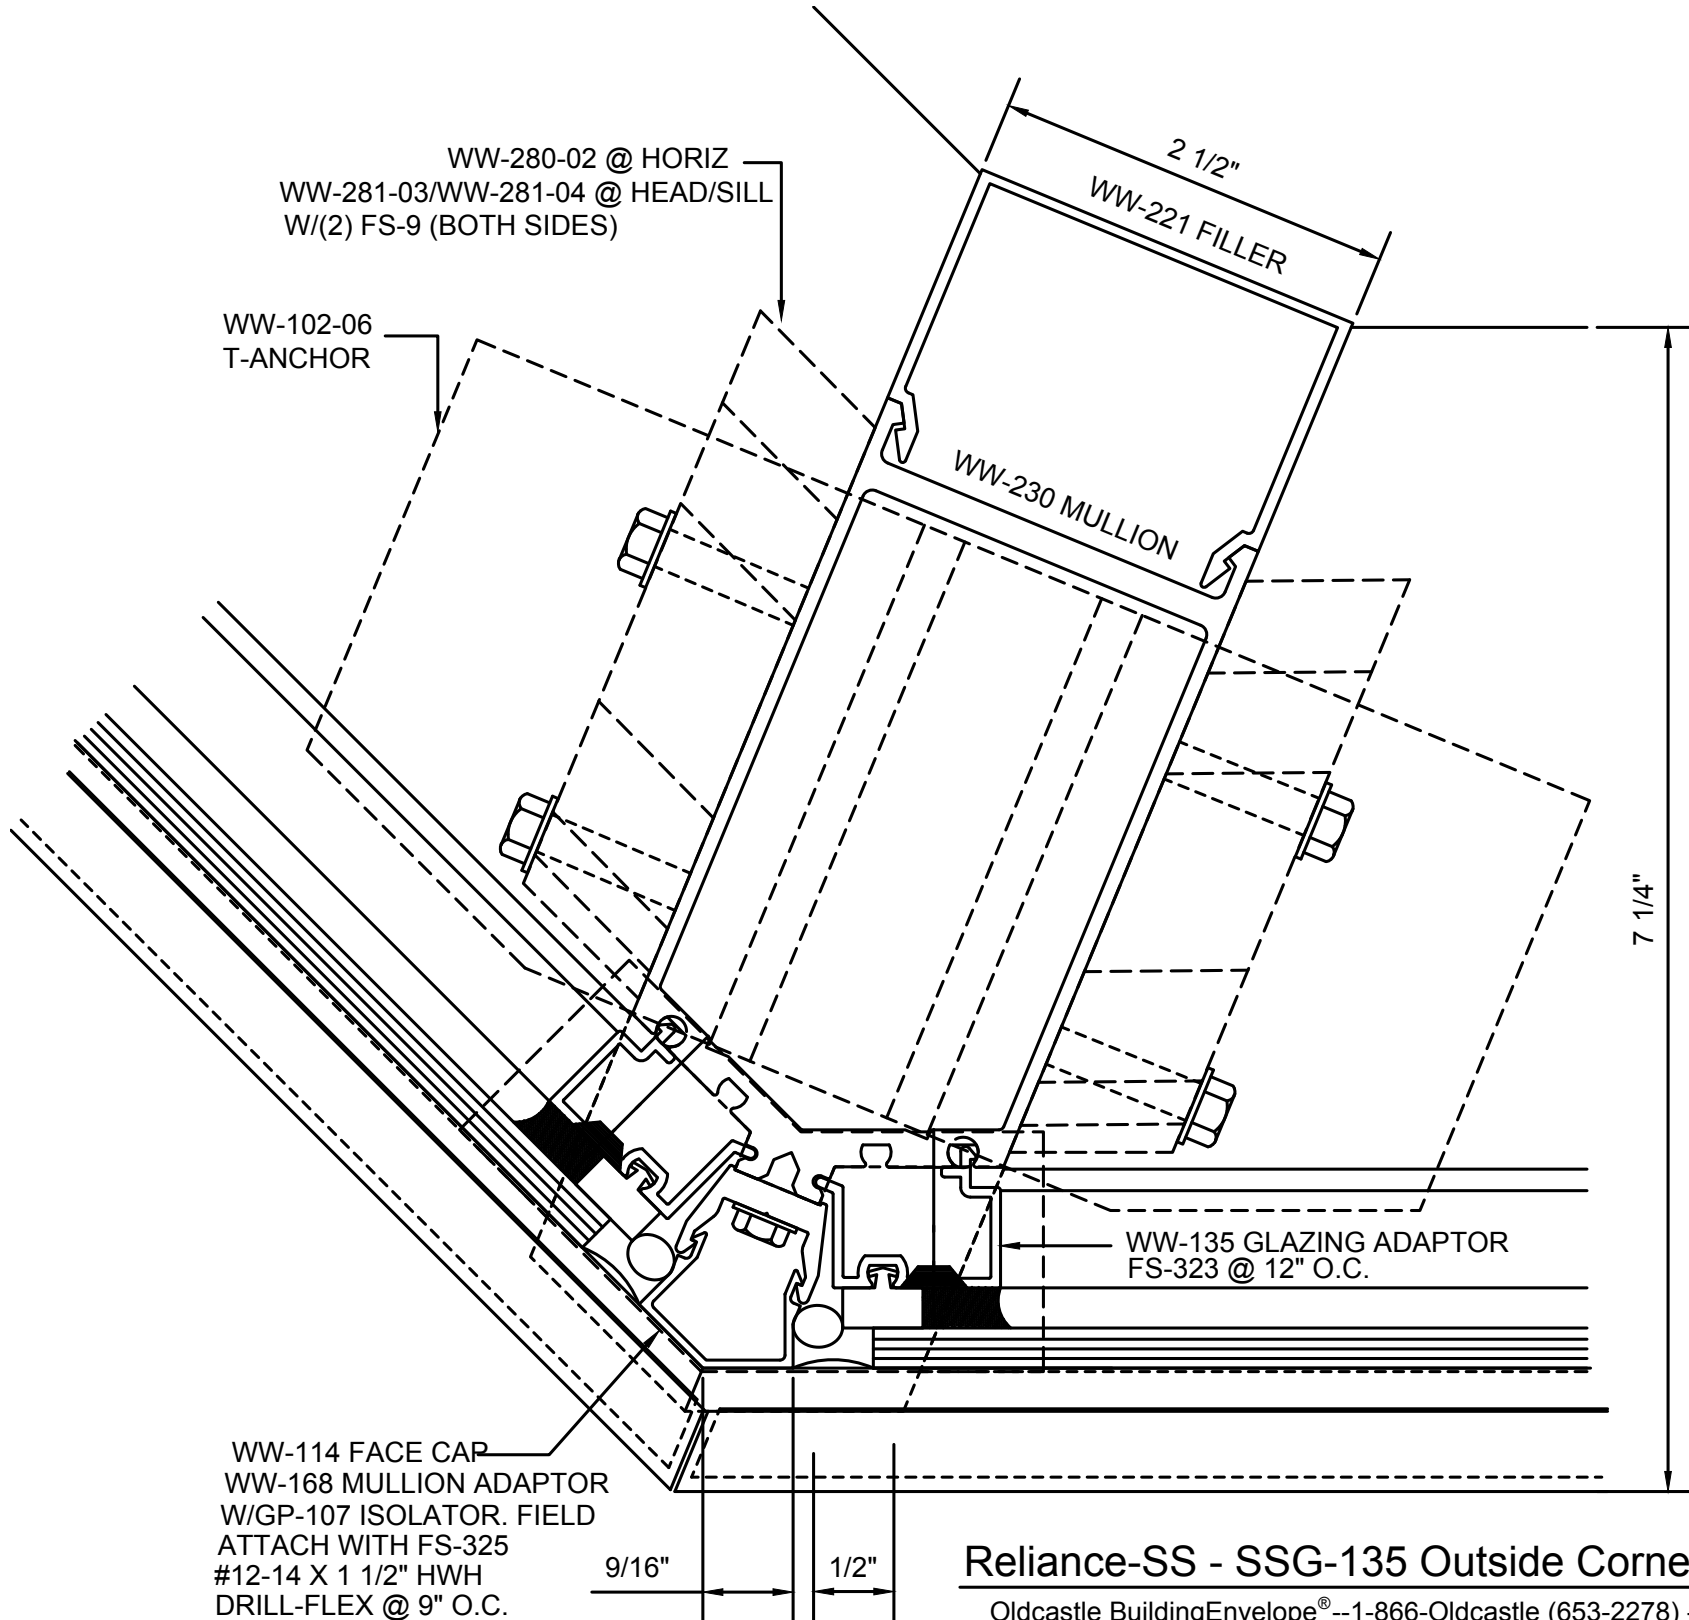 2 1/2"
WW-221 FILLER
WW-280-02 @ HORIZ
WW-281-03/WW-281-04 @ HEAD/SILL
W/(2) FS-9 (BOTH SIDES)
WW-102-06
T-ANCHOR
WW-230 MULLION
7 1/4"
WW-135 GLAZING ADAPTOR
FS-323 @ 12" O.C.
WW-114 FACE CAP
WW-168 MULLION ADAPTOR
W/GP-107 ISOLATOR. FIELD
ATTACH WITH FS-325
#12-14 X 1 1/2" HWH
DRILL-FLEX @ 9" O.C.
9/16"
1/2"
Reliance-SS - SSG-135 Outside Corne
Oldcastle BuildingEnvelope®--1-866-Oldcastle (653-2278) -